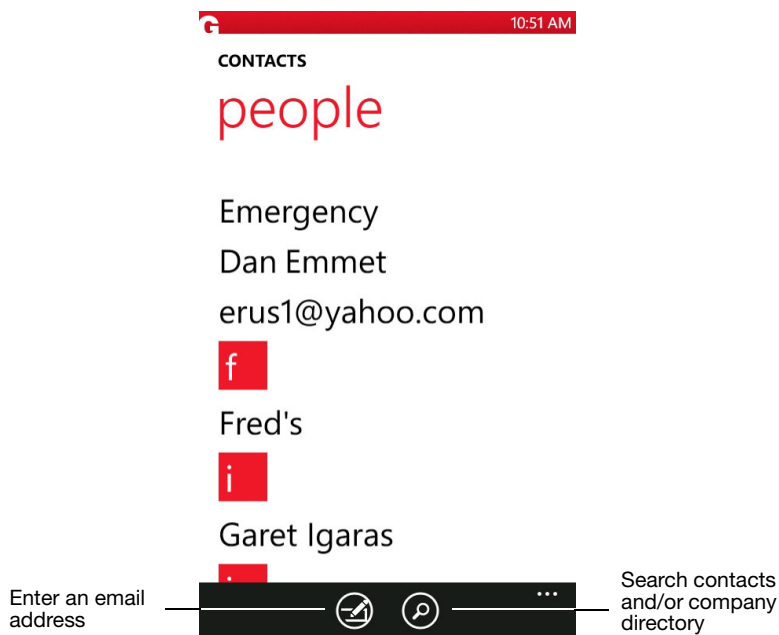 G 10:51 AM
CONTACTS
people
Emergency
Dan Emmet
erus1@yahoo.com
f
Fred's
i
Garet Igaras
...
Enter an email
address
Search contacts
and/or company
directory